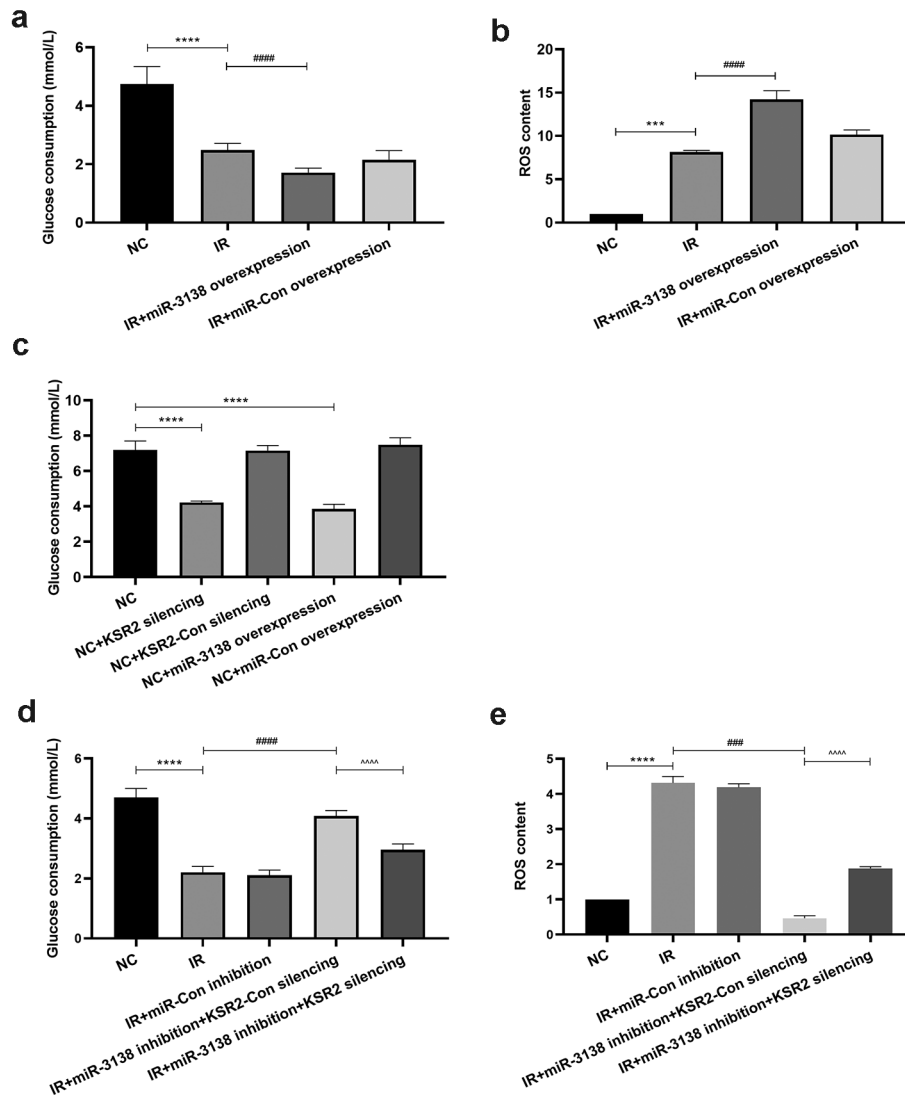 a
Glucose consumption (mmol/L)
6
4
2
0
****
####
NC
IR
IR+miR-3138 overexpression
IR+miR-Con overexpression
b
ROS content
20
15
10
5
0
***
####
NC
IR
IR+miR-3138 overexpression
IR+miR-Con overexpression
c
Glucose consumption (mmol/L)
10
8
6
4
2
0
****
****
NC
NC+KSR2 silencing
NC+KSR2-Con silencing
NC+miR-3138 overexpression
NC+miR-Con overexpression
d
Glucose consumption (mmol/L)
6
4
2
0
****
####
^^^^
NC
IR
IR+miR-Con inhibition
IR+miR-3138 inhibition+KSR2-Con silencing
IR+miR-3138 inhibition+KSR2 silencing
e
ROS content
5
4
3
2
1
0
****
###
^^^^
NC
IR
IR+miR-Con inhibition
IR+miR-3138 inhibition+KSR2-Con silencing
IR+miR-3138 inhibition+KSR2 silencing